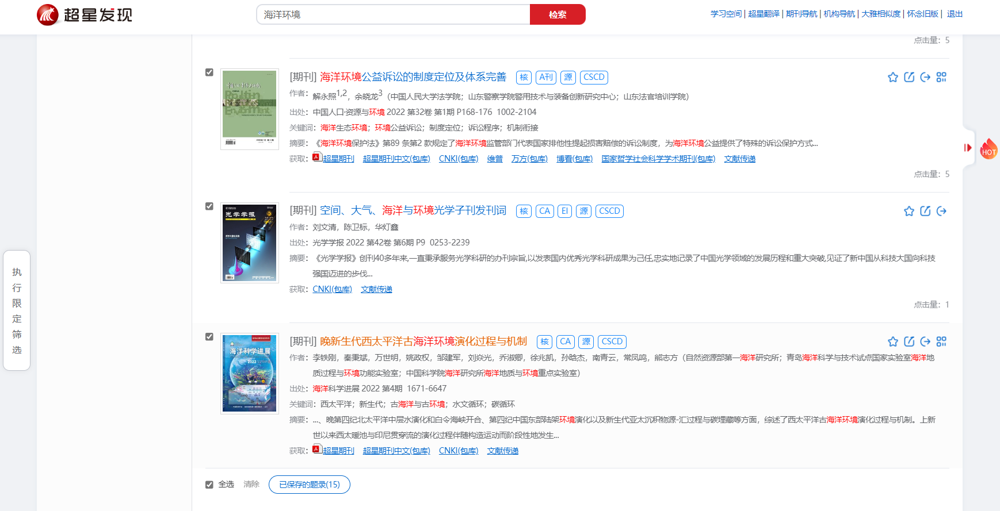 超星发现
海洋环境
检索
学习空间 | 超星翻译 | 期刊导航 | 机构导航 | 大雅相似度 | 怀念旧版 | 退出
点击量：5
[期刊] 海洋环境公益诉讼的制度定位及体系完善 核 A刊 源 CSCD
作者：解永照1,2，余晓龙3（中国人民大学法学院；山东警察学院警用技术与装备创新研究中心；山东法官培训学院）
出处：中国人口·资源与环境 2022 第32卷 第1期 P168-176 1002-2104
关键词：海洋生态环境；环境公益诉讼；制度定位；诉讼程序；机制衔接
摘要：《海洋环境保护法》第89 条第2 款规定了海洋环境监管部门代表国家排他性提起损害赔偿的诉讼制度，为海洋环境公益提供了特殊的诉讼保护方式...
获取：超星期刊 超星期刊中文(包库) CNKI(包库) 维普 万方(包库) 博看(包库) 国家哲学社会科学学术期刊(包库) 文献传递
点击量：5
HOT
光学学报
[期刊] 空间、大气、海洋与环境光学子刊发刊词 核 CA EI 源 CSCD
作者：刘文清，陈卫标，华灯鑫
出处：光学学报 2022 第42卷 第6期 P9 0253-2239
摘要：《光学学报》创刊40多年来,一直秉承服务光学科研的办刊宗旨,以发表国内优秀光学科研成果为己任,忠实地记录了中国光学领域的发展历程和重大突破,见证了新中国从科技大国向科技
强国迈进的步伐...
获取：CNKI(包库) 文献传递
点击量：1
执
行
限
定
筛
选
海洋科学进展
2022
[期刊] 晚新生代西太平洋古海洋环境演化过程与机制 核 CA 源 CSCD
作者：李铁刚，秦秉斌，万世明，姚政权，邹建军，刘焱光，乔淑卿，徐兆凯，孙晗杰，南青云，常凤鸣，熊志方（自然资源部第一海洋研究所；青岛海洋科学与技术试点国家实验室海洋地
质过程与环境功能实验室；中国科学院海洋研究所海洋地质与环境重点实验室）
出处：海洋科学进展 2022 第4期 1671-6647
关键词：西太平洋；新生代；古海洋与古环境；水文循环；碳循环
摘要：...、晚第四纪北太平洋中层水演化和白令海峡开合、第四纪中国东部陆架环境演化以及新生代亚太沉积物源-汇过程与碳埋藏等方面，综述了西太平洋古海洋环境演化过程与机制。上新
世以来西太暖池与印尼贯穿流的演化过程伴随构造运动而阶段性地发生...
获取：超星期刊 超星期刊中文(包库) CNKI(包库) 文献传递
全选 清除 已保存的题录(15)